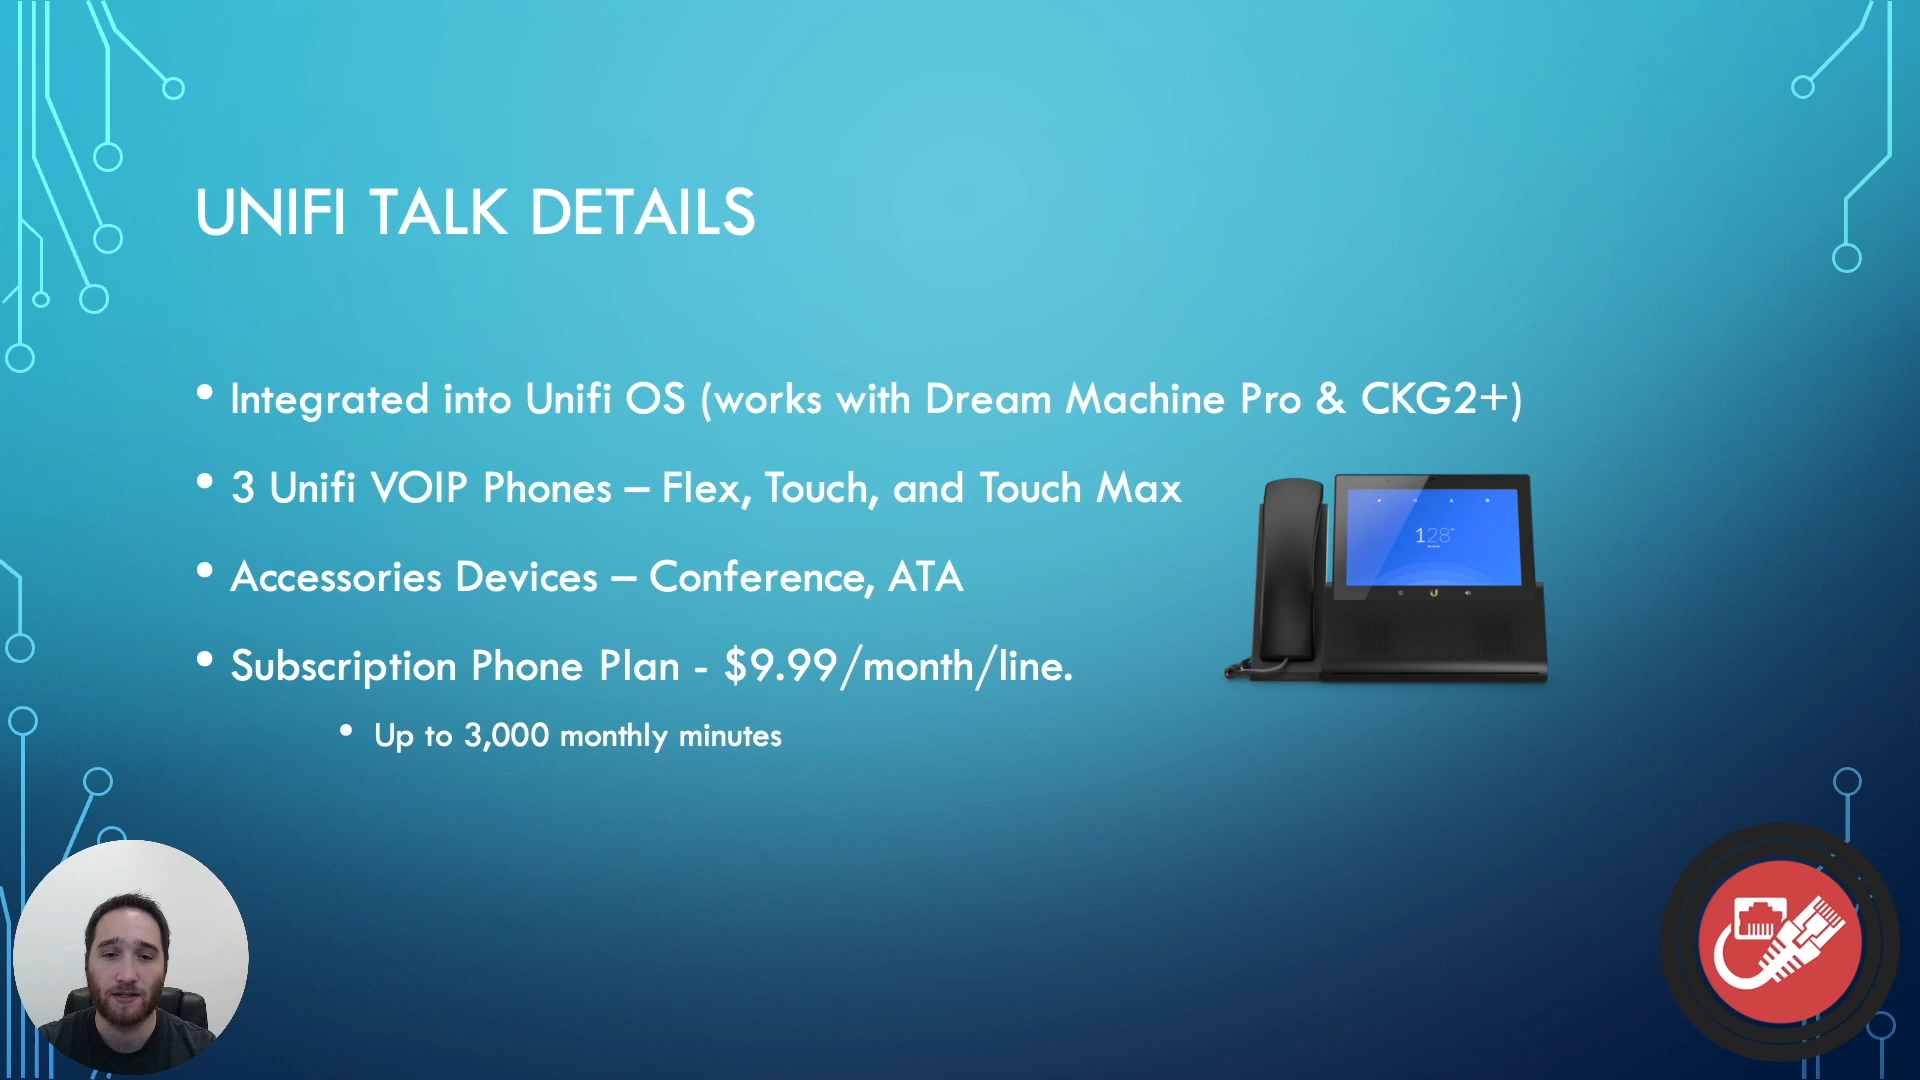 UNIFI TALK DETAILS
• Integrated into Unifi OS (works with Dream Machine Pro & CKG2+)
• 3 Unifi VOIP Phones – Flex, Touch, and Touch Max
• Accessories Devices – Conference, ATA
• Subscription Phone Plan - $9.99/month/line.
• Up to 3,000 monthly minutes
128